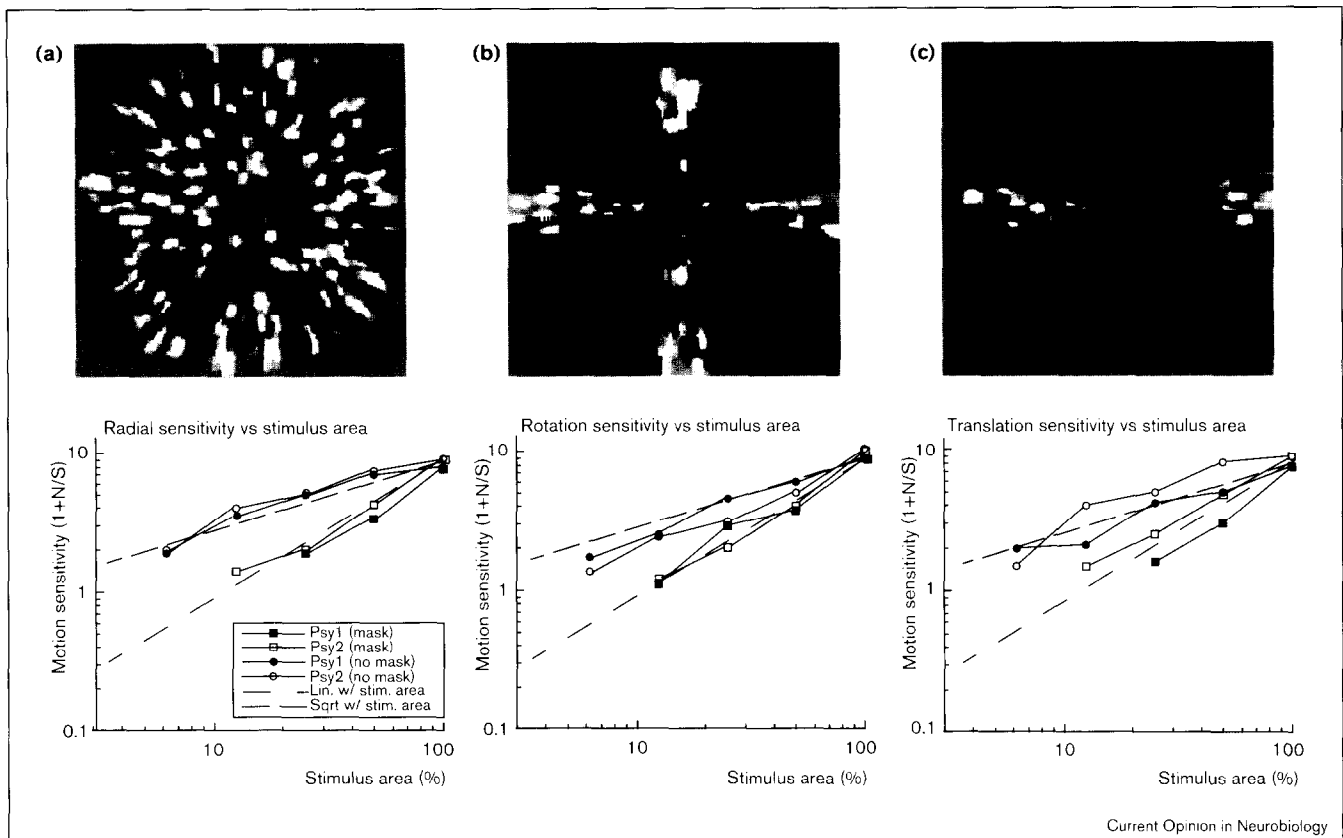 (a)
(b)
(c)
Radial sensitivity vs stimulus area
Motion sensitivity (1+N/S)
10
1
0.1
10
100
Stimulus area (%)
Psy1 (mask)
Psy2 (mask)
Psy1 (no mask)
Psy2 (no mask)
Lin. w/ stim. area
Sqrt w/ stim. area
Rotation sensitivity vs stimulus area
Motion sensitivity (1+N/S)
10
1
0.1
10
100
Stimulus area (%)
Translation sensitivity vs stimulus area
Motion sensitivity (1+N/S)
10
1
0.1
10
100
Stimulus area (%)
Current Opinion in Neurobiology